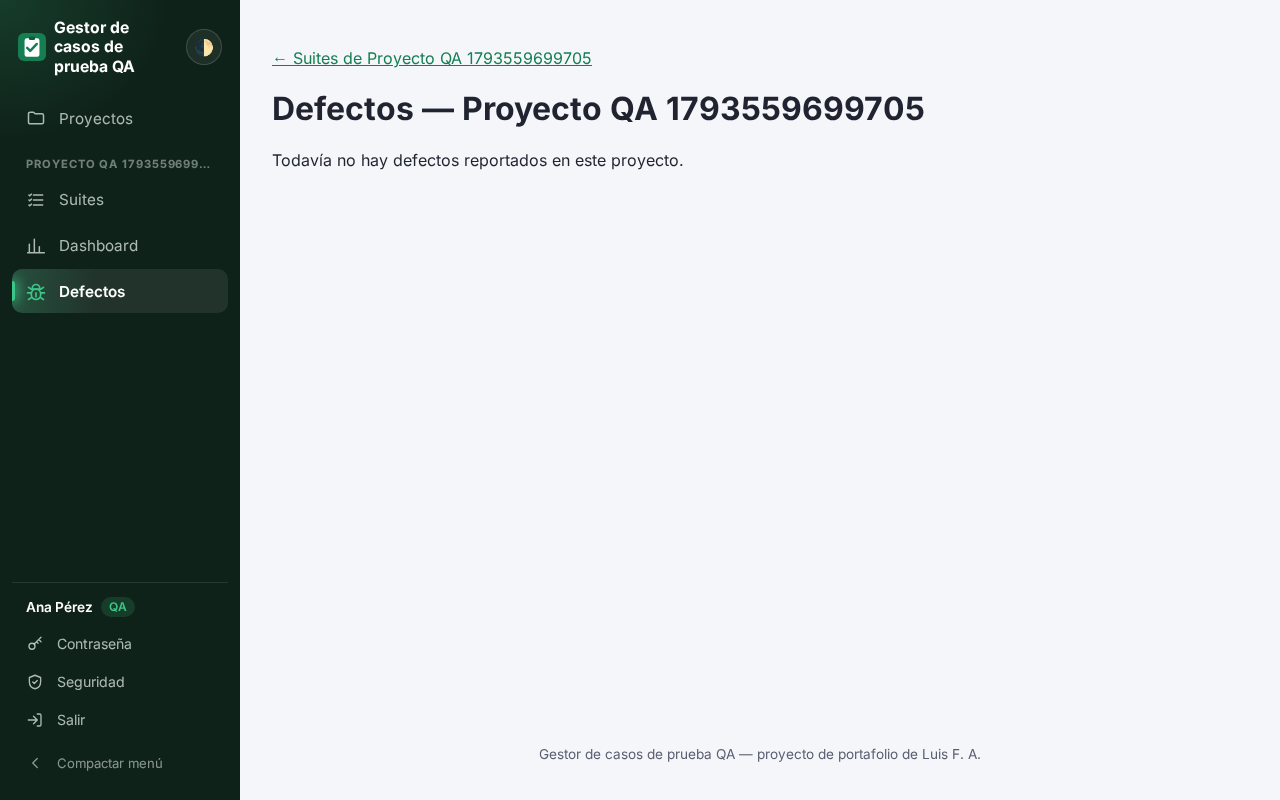 Gestor de
casos de
prueba QA
Proyectos
PROYECTO QA 1793559699...
Suites
Dashboard
Defectos
Ana Pérez QA
Contraseña
Seguridad
Salir
Compactar menú
← Suites de Proyecto QA 1793559699705
Defectos — Proyecto QA 1793559699705
Todavía no hay defectos reportados en este proyecto.
Gestor de casos de prueba QA — proyecto de portafolio de Luis F. A.